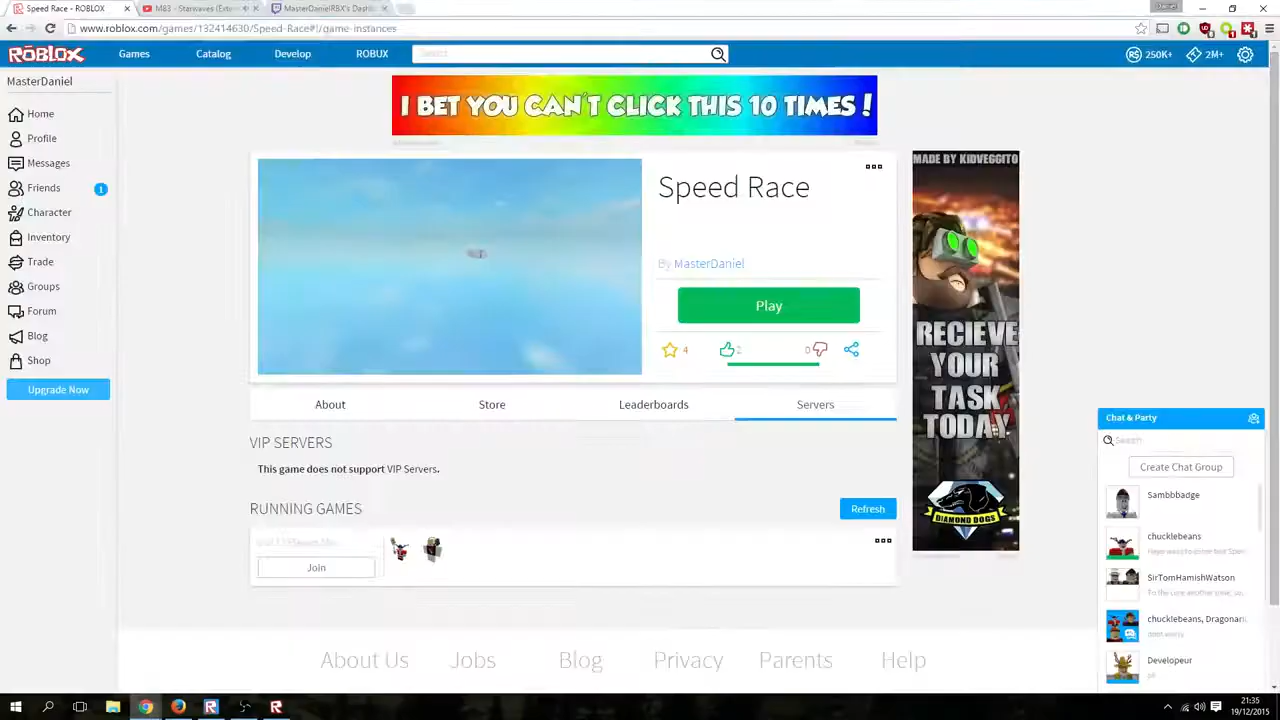 Speed Race - ROBLOX
M83 - Starwaves (Exten
MasterDanielRBX's Dashb
www.roblox.com/games/132414630/Speed-Race#!/game-instances
ROBLOX
Games
Catalog
Develop
ROBUX
Search
250K+
2M+
MasterDaniel
Home
Profile
Messages
Friends
1
Character
Inventory
Trade
Groups
Forum
Blog
Shop
Upgrade Now
I BET YOU CAN'T CLICK THIS 10 TIMES!
Speed Race
By MasterDaniel
Play
4
2
0
About
Store
Leaderboards
Servers
VIP SERVERS
This game does not support VIP Servers.
RUNNING GAMES
Refresh
Join
MADE BY KIDVEGGITO
RECIEVE
YOUR
TASK
TODAY
DIAMOND DOGS
Chat & Party
Search
Create Chat Group
Sambbbadge
chucklebeans
SirTomHamishWatson
chucklebeans, Dragonari
Developeur
About Us
Jobs
Blog
Privacy
Parents
Help
21:35
19/12/2015